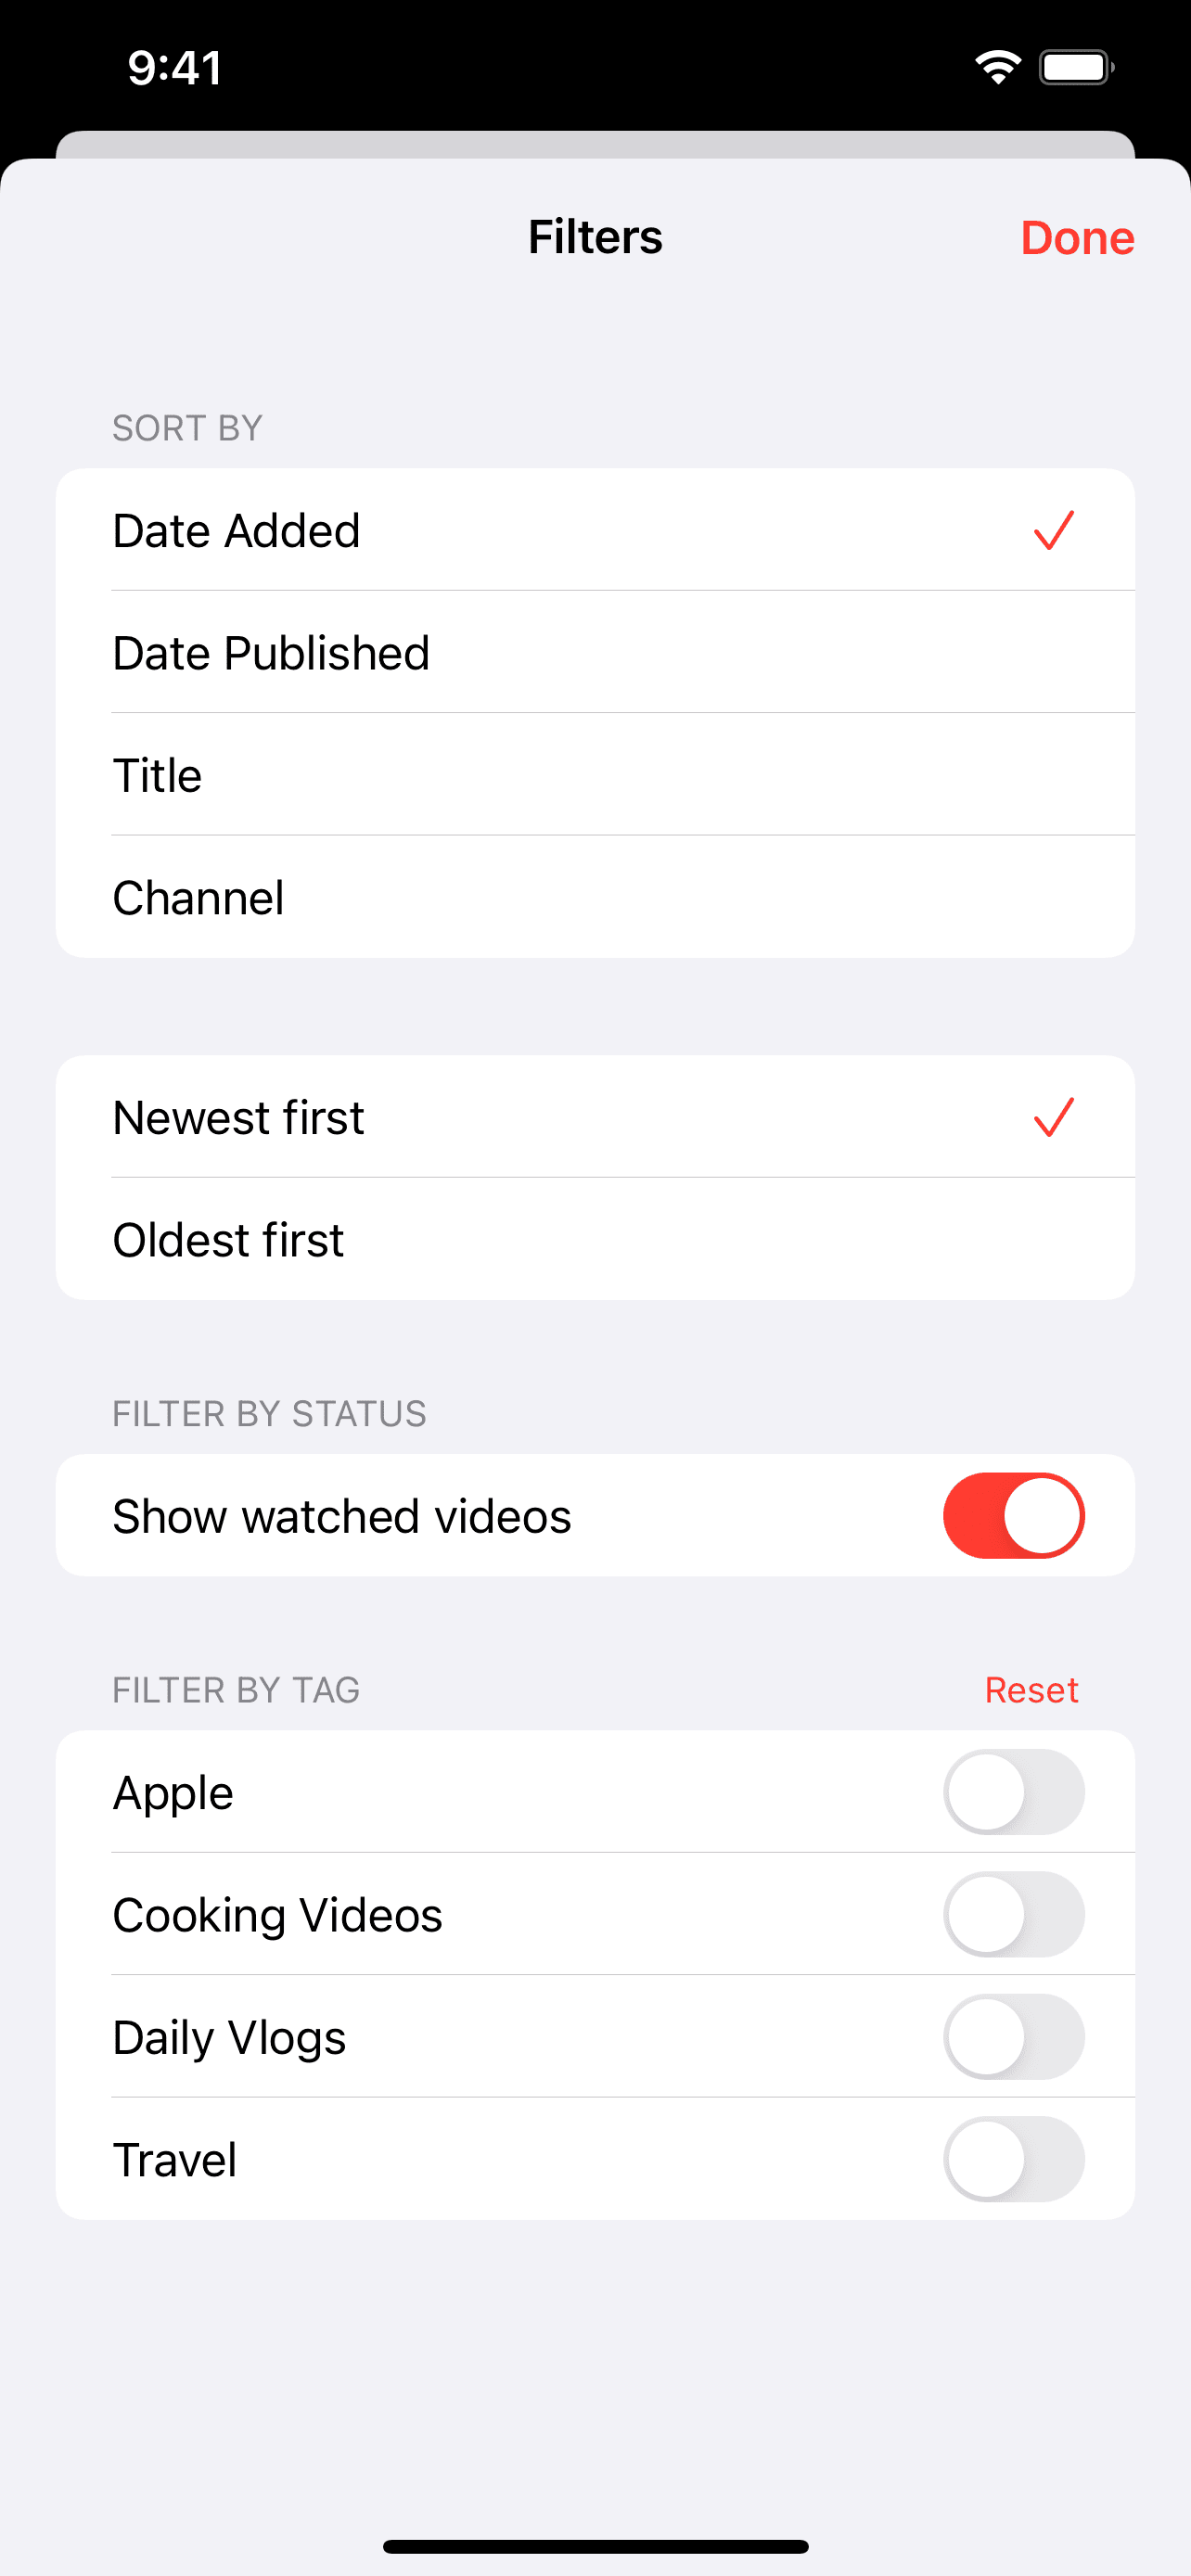 9:41
Filters
Done
SORT BY
Date Added
Date Published
Title
Channel
Newest first
Oldest first
FILTER BY STATUS
Show watched videos
FILTER BY TAG
Reset
Apple
Cooking Videos
Daily Vlogs
Travel